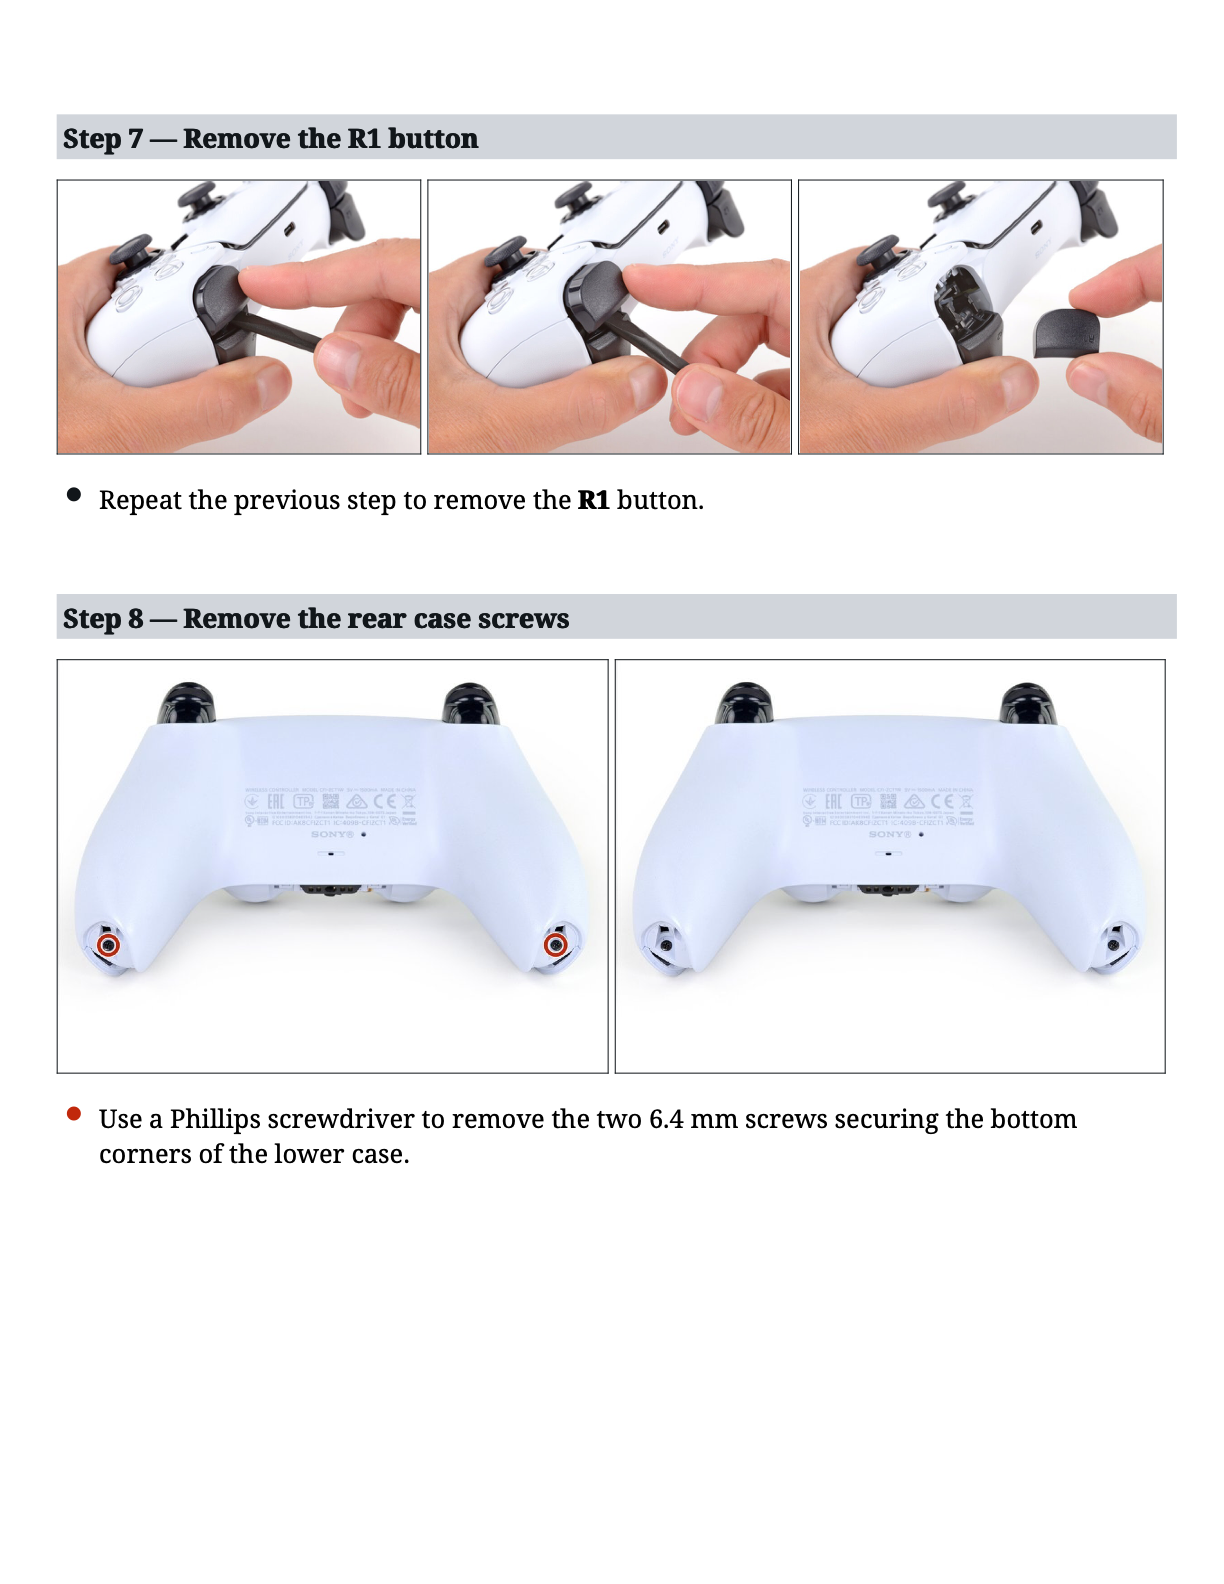 Step 7 — Remove the R1 button
● Repeat the previous step to remove the R1 button.
Step 8 — Remove the rear case screws
SONY®
SONY®
● Use a Phillips screwdriver to remove the two 6.4 mm screws securing the bottom
corners of the lower case.